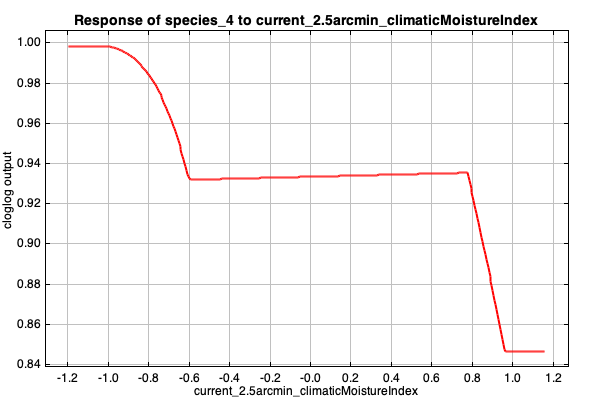 Response of species_4 to current_2.5arcmin_climaticMoistureIndex
1.00
0.98
0.96
0.94
0.92
0.90
0.88
0.86
0.84
cloglog output
-1.2 -1.0 -0.8 -0.6 -0.4 -0.2 -0.0 0.2 0.4 0.6 0.8 1.0 1.2
current_2.5arcmin_climaticMoistureIndex